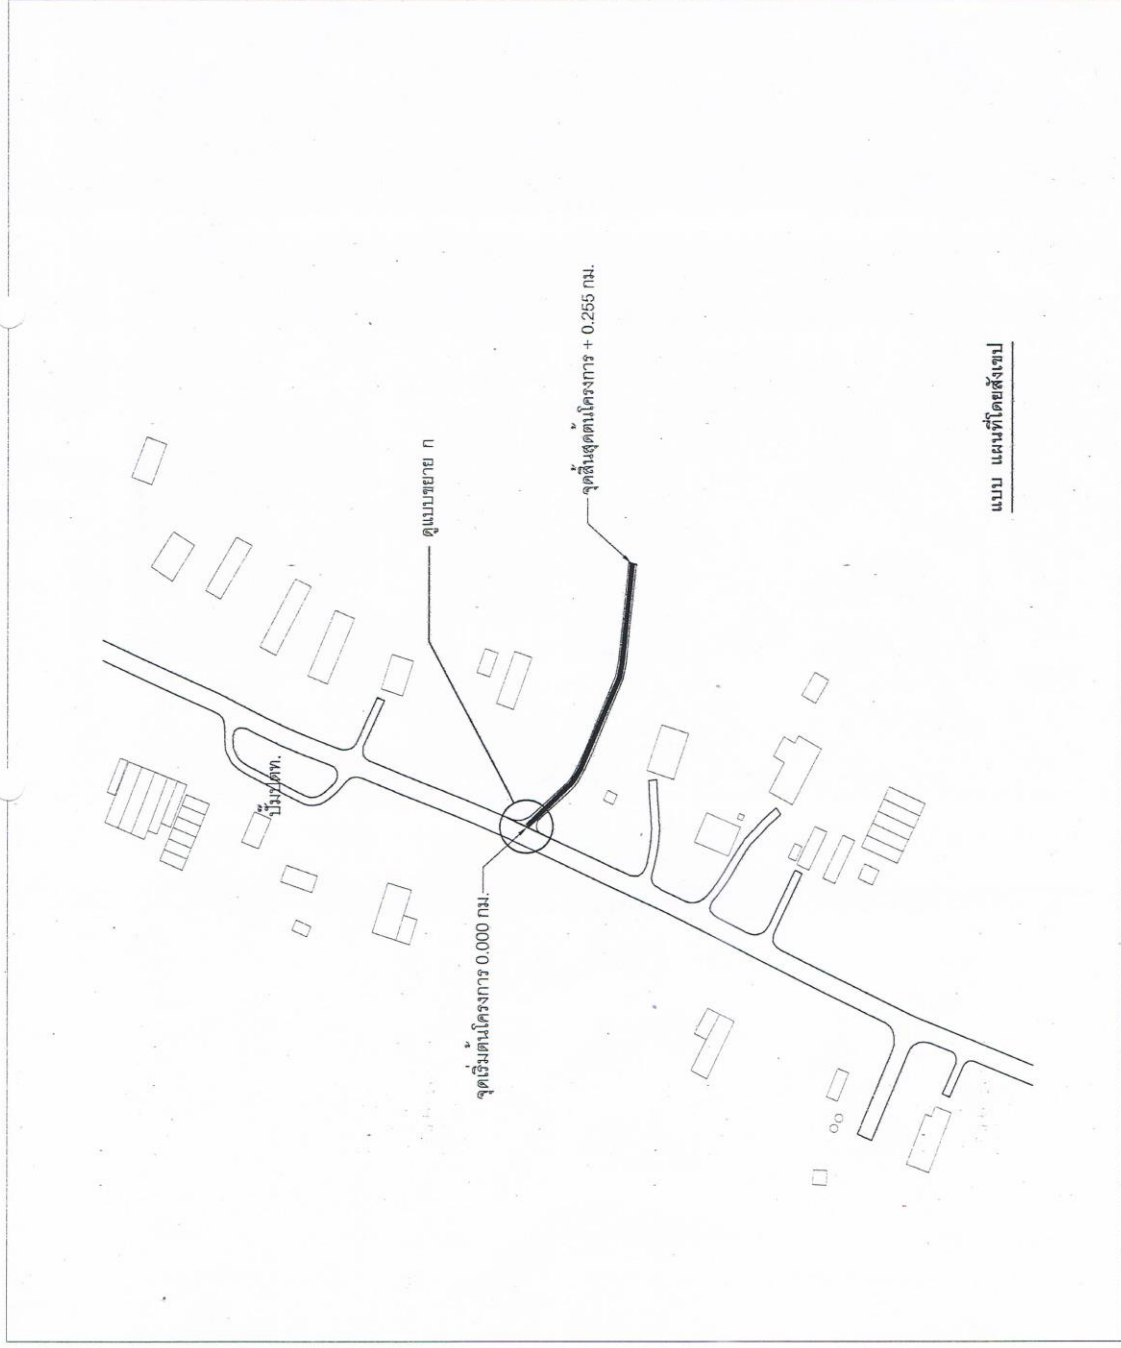 ปั๊มปตท.
ดูแบบขยาย ก
จุดเริ่มต้นโครงการ 0.000 กม.
จุดสิ้นสุดต้นโครงการ + 0.255 กม.
แบบ แผนที่โดยสังเขป